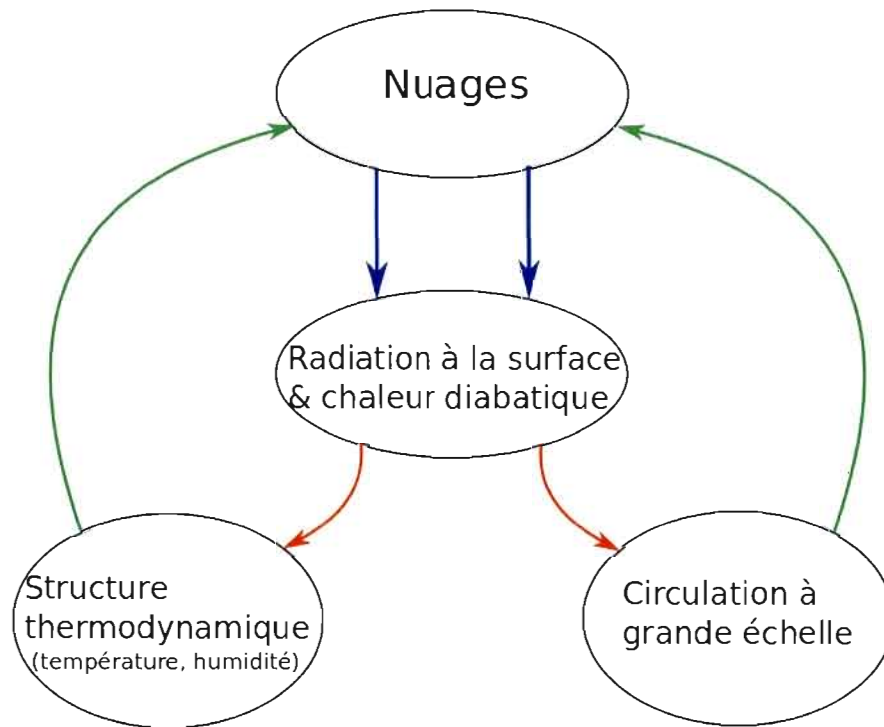 Nuages
Radiation à la surface
& chaleur diabatique
Structure
thermodynamique
(température, humidité)
Circulation à
grande échelle